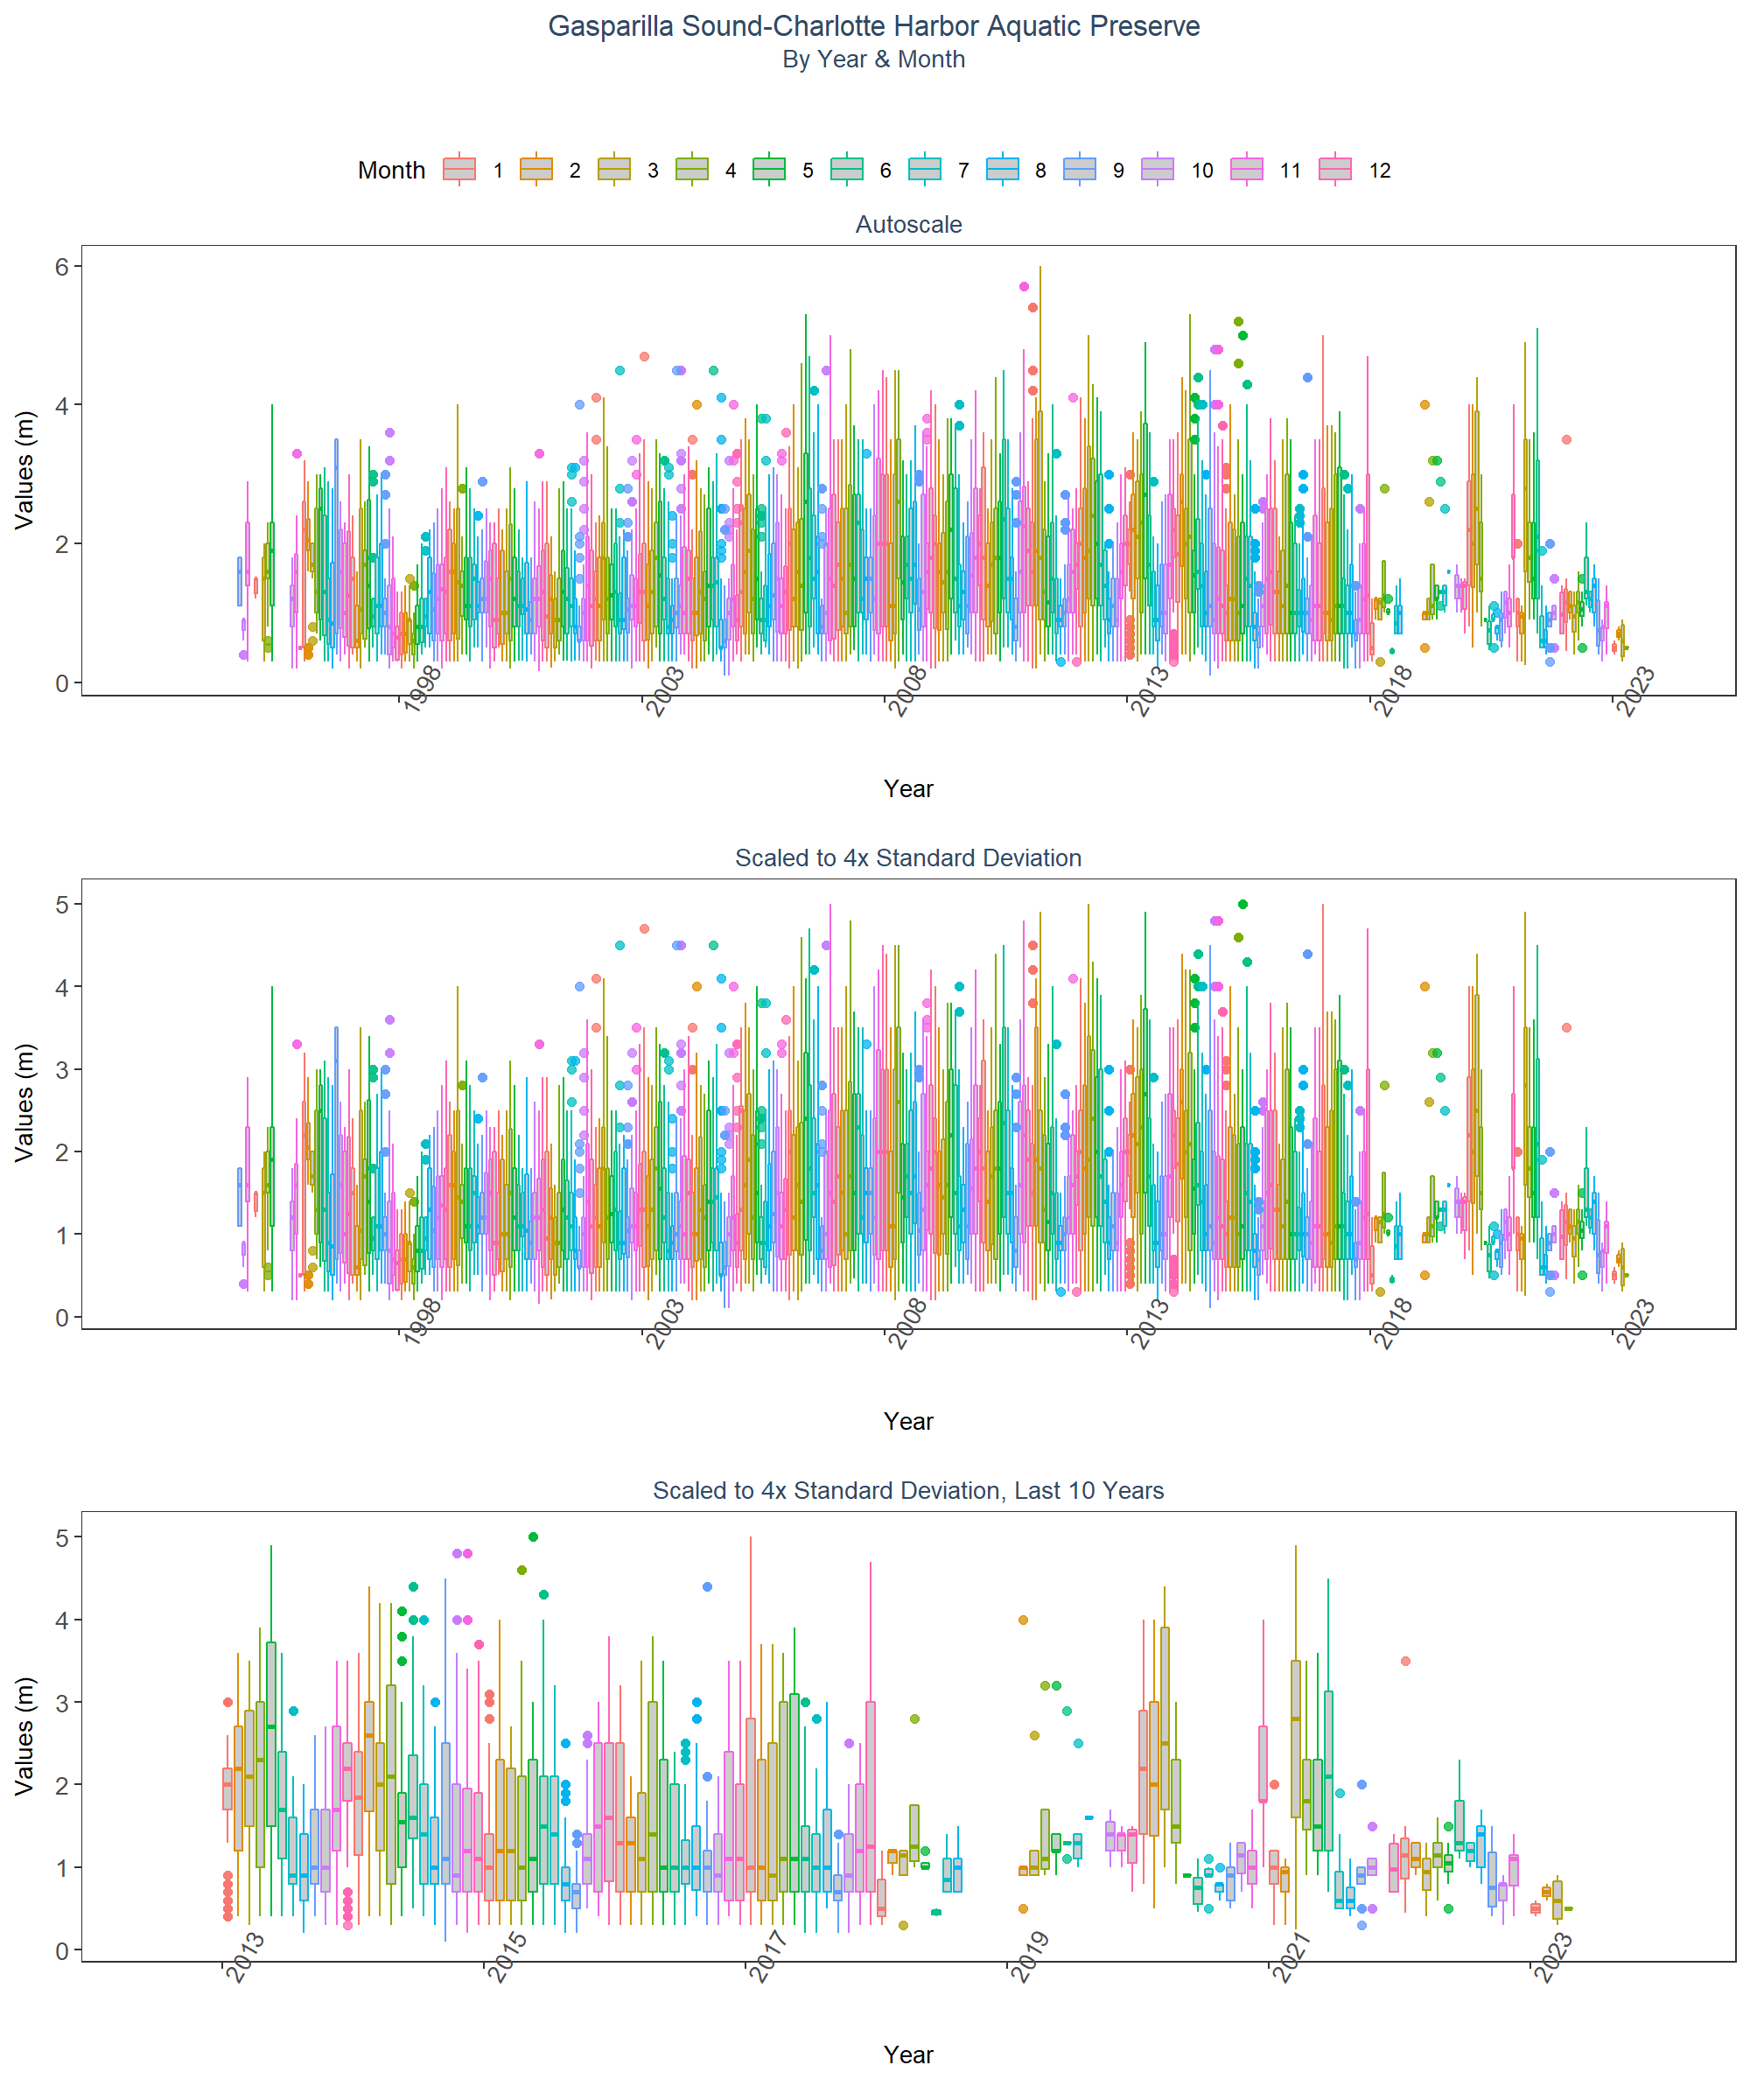 Gasparilla Sound-Charlotte Harbor Aquatic Preserve
By Year & Month
Month 1 2 3 4 5 6 7 8 9 10 11 12
Autoscale
Values (m)
6
4
2
0
1998 2003 2008 2013 2018 2023
Year
Scaled to 4x Standard Deviation
Values (m)
5
4
3
2
1
0
1998 2003 2008 2013 2018 2023
Year
Scaled to 4x Standard Deviation, Last 10 Years
Values (m)
5
4
3
2
1
0
2013 2015 2017 2019 2021 2023
Year